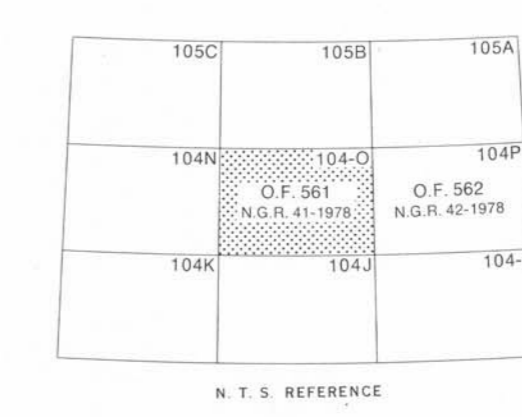 105C 105B 105A
104N 104-O 104P
O.F. 561 O.F. 562
N.G.R. 41-1978 N.G.R. 42-1978
104K 104J 104-
N. T. S. REFERENCE